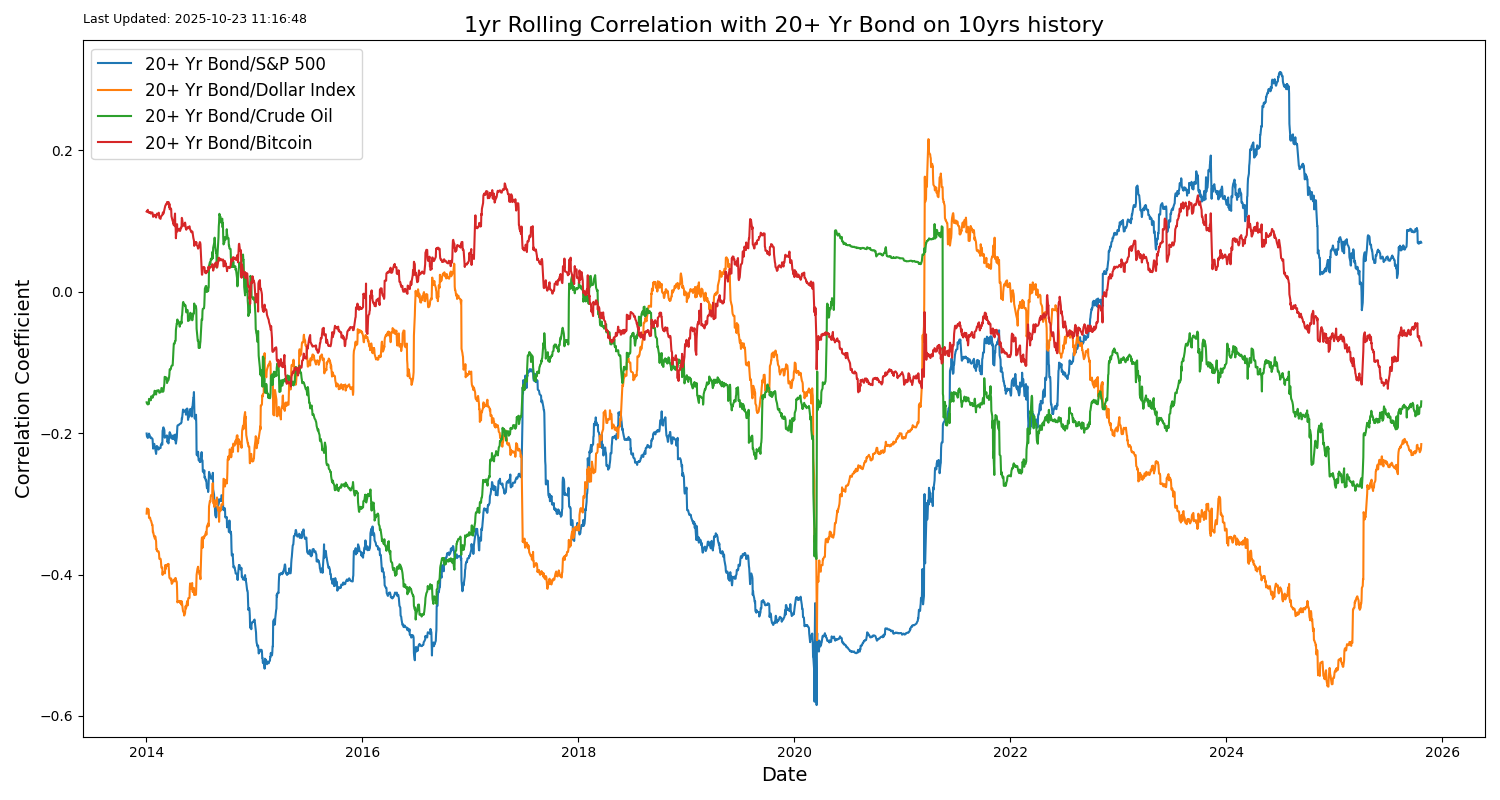 Last Updated: 2025-10-23 11:16:48
1yr Rolling Correlation with 20+ Yr Bond on 10yrs history
20+ Yr Bond/S&P 500
20+ Yr Bond/Dollar Index
20+ Yr Bond/Crude Oil
20+ Yr Bond/Bitcoin
Correlation Coefficient
0.2
0.0
−0.2
−0.4
−0.6
2014 2016 2018 2020 2022 2024 2026
Date